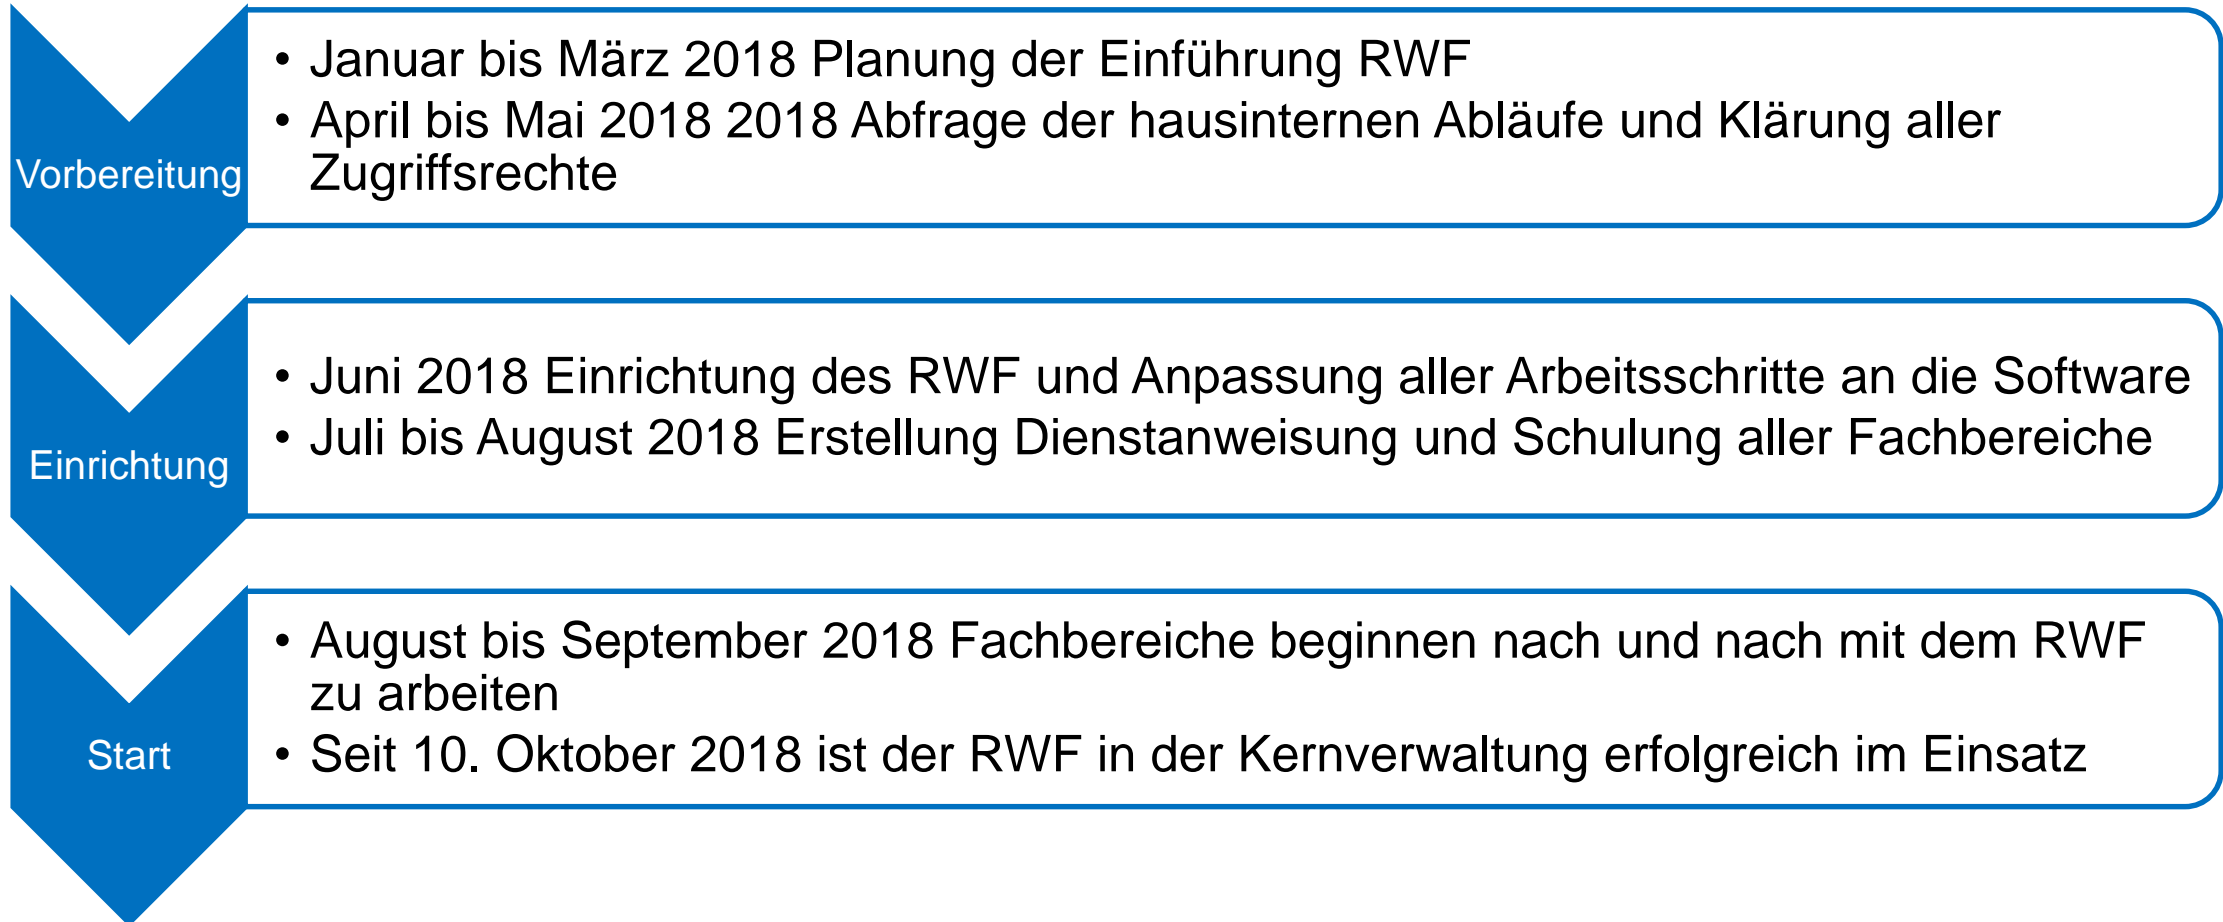 Vorbereitung
• Januar bis März 2018 Planung der Einführung RWF
• April bis Mai 2018 2018 Abfrage der hausinternen Abläufe und Klärung aller
Zugriffsrechte
Einrichtung
• Juni 2018 Einrichtung des RWF und Anpassung aller Arbeitsschritte an die Software
• Juli bis August 2018 Erstellung Dienstanweisung und Schulung aller Fachbereiche
Start
• August bis September 2018 Fachbereiche beginnen nach und nach mit dem RWF
zu arbeiten
• Seit 10. Oktober 2018 ist der RWF in der Kernverwaltung erfolgreich im Einsatz